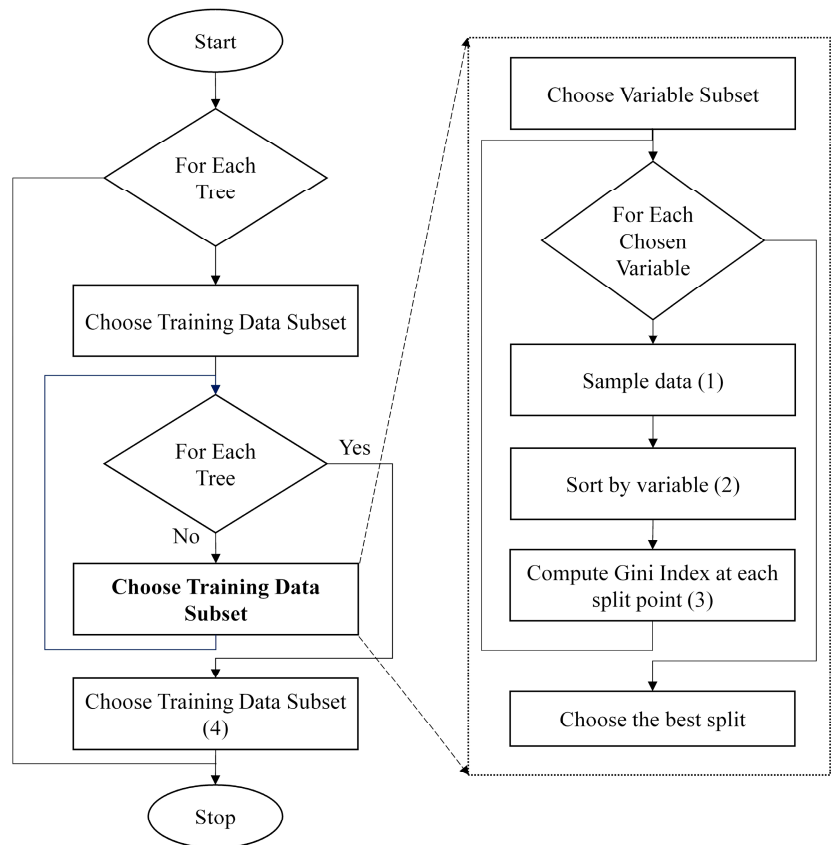 Start
For Each
Tree
Choose Training Data Subset
For Each
Tree
Yes
No
Choose Training Data
Subset
Choose Training Data Subset
(4)
Stop
Choose Variable Subset
For Each
Chosen
Variable
Sample data (1)
Sort by variable (2)
Compute Gini Index at each
split point (3)
Choose the best split